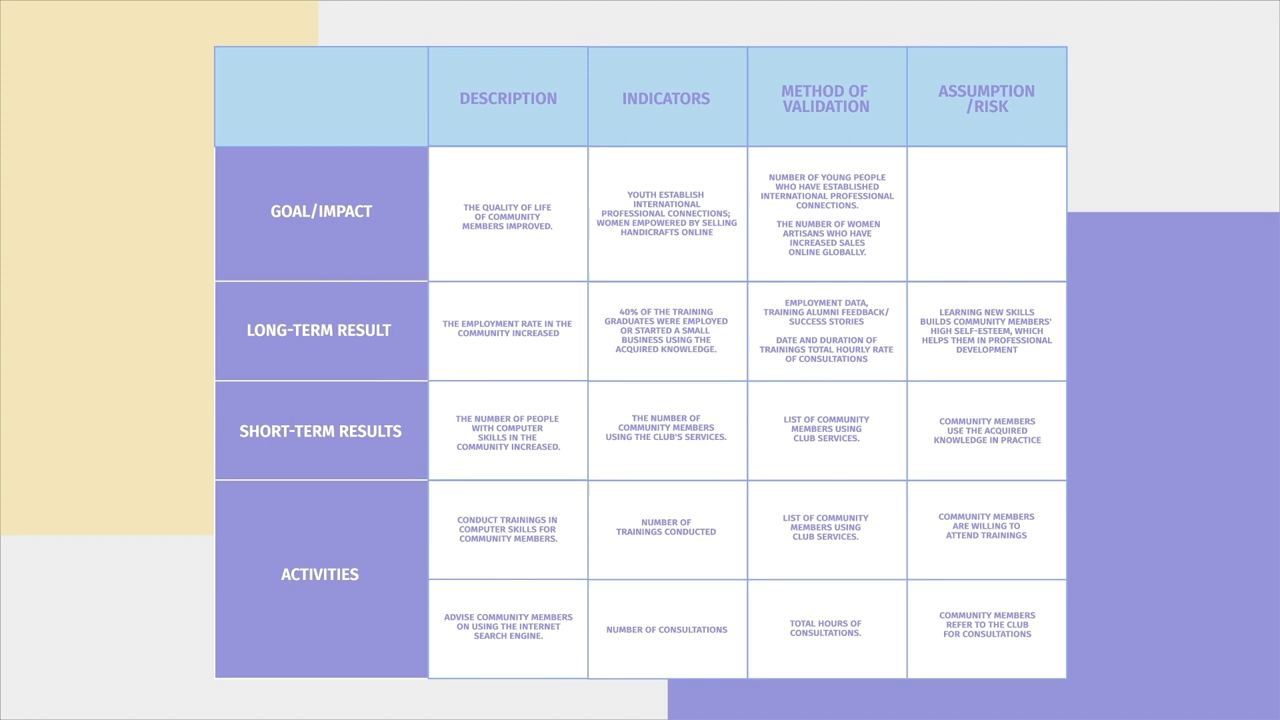 DESCRIPTION
INDICATORS
METHOD OF
VALIDATION
ASSUMPTION
/RISK
GOAL/IMPACT
THE QUALITY OF LIFE
OF COMMUNITY
MEMBERS IMPROVED.
YOUTH ESTABLISH
INTERNATIONAL
PROFESSIONAL CONNECTIONS;
WOMEN EMPOWERED BY SELLING
HANDICRAFTS ONLINE
NUMBER OF YOUNG PEOPLE
WHO HAVE ESTABLISHED
INTERNATIONAL PROFESSIONAL
CONNECTIONS.
THE NUMBER OF WOMEN
ARTISANS WHO HAVE
INCREASED SALES
ONLINE GLOBALLY.
LONG-TERM RESULT
THE EMPLOYMENT RATE IN THE
COMMUNITY INCREASED
40% OF THE TRAINING
GRADUATES WERE EMPLOYED
OR STARTED A SMALL
BUSINESS USING THE
ACQUIRED KNOWLEDGE.
EMPLOYMENT DATA,
TRAINING ALUMNI FEEDBACK/
SUCCESS STORIES
DATE AND DURATION OF
TRAININGS TOTAL HOURLY RATE
OF CONSULTATIONS
LEARNING NEW SKILLS
BUILDS COMMUNITY MEMBERS'
HIGH SELF-ESTEEM, WHICH
HELPS THEM IN PROFESSIONAL
DEVELOPMENT
SHORT-TERM RESULTS
THE NUMBER OF PEOPLE
WITH COMPUTER
SKILLS IN THE
COMMUNITY INCREASED.
THE NUMBER OF
COMMUNITY MEMBERS
USING THE CLUB'S SERVICES.
LIST OF COMMUNITY
MEMBERS USING
CLUB SERVICES.
COMMUNITY MEMBERS
USE THE ACQUIRED
KNOWLEDGE IN PRACTICE
ACTIVITIES
CONDUCT TRAININGS IN
COMPUTER SKILLS FOR
COMMUNITY MEMBERS.
NUMBER OF
TRAININGS CONDUCTED
LIST OF COMMUNITY
MEMBERS USING
CLUB SERVICES.
COMMUNITY MEMBERS
ARE WILLING TO
ATTEND TRAININGS
ADVISE COMMUNITY MEMBERS
ON USING THE INTERNET
SEARCH ENGINE.
NUMBER OF CONSULTATIONS
TOTAL HOURS OF
CONSULTATIONS.
COMMUNITY MEMBERS
REFER TO THE CLUB
FOR CONSULTATIONS